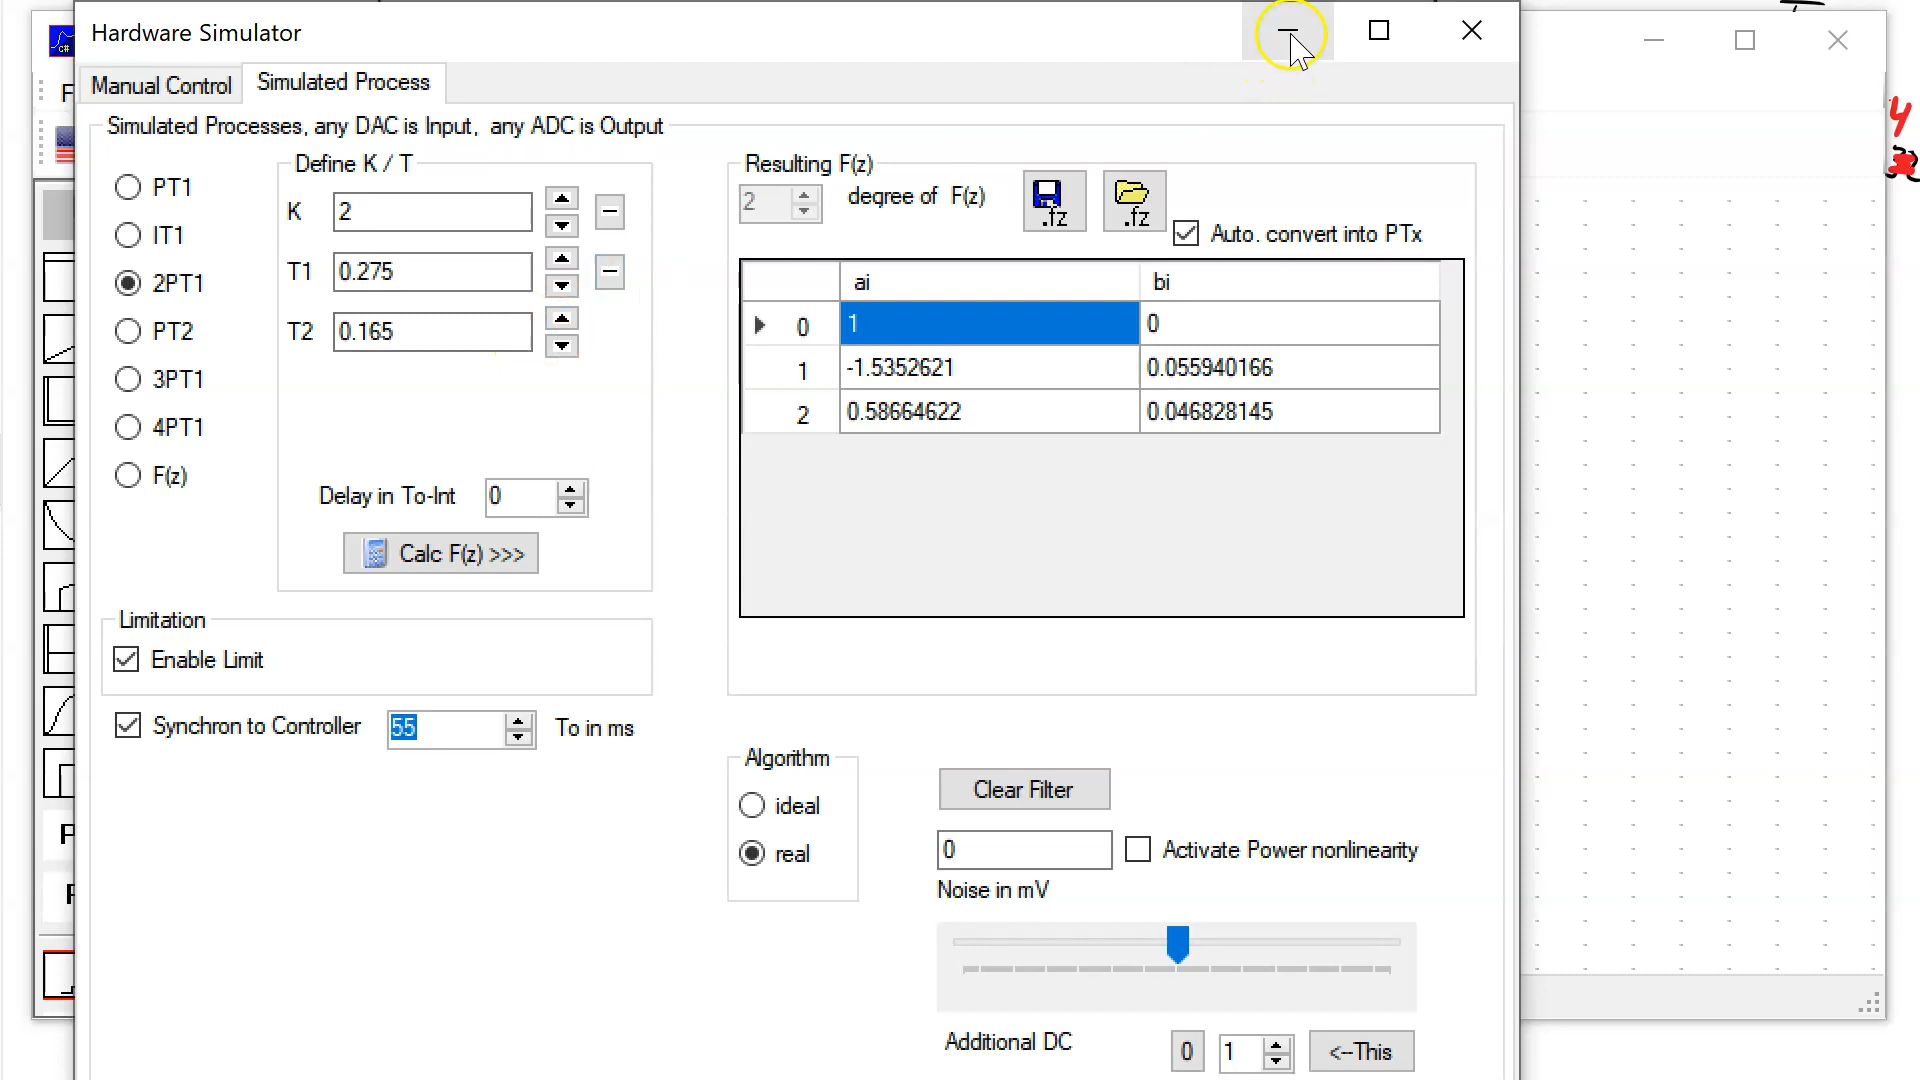 Hardware Simulator
Manual Control
Simulated Process
Simulated Processes, any DAC is Input, any ADC is Output
PT1
IT1
2PT1
PT2
3PT1
4PT1
F(z)
Define K / T
K 2
T1 0.275
T2 0.165
Delay in To-Int 0
Calc F(z) >>>
Limitation
Enable Limit
Synchron to Controller 55 To in ms
Resulting F(z)
2 degree of F(z)
.fz
.fz
Auto. convert into PTx
ai bi
0 1 0
1 -1.5352621 0.055940166
2 0.58664622 0.046828145
Algorithm
ideal
real
Clear Filter
0
Activate Power nonlinearity
Noise in mV
Additional DC
0
1
<--This
4